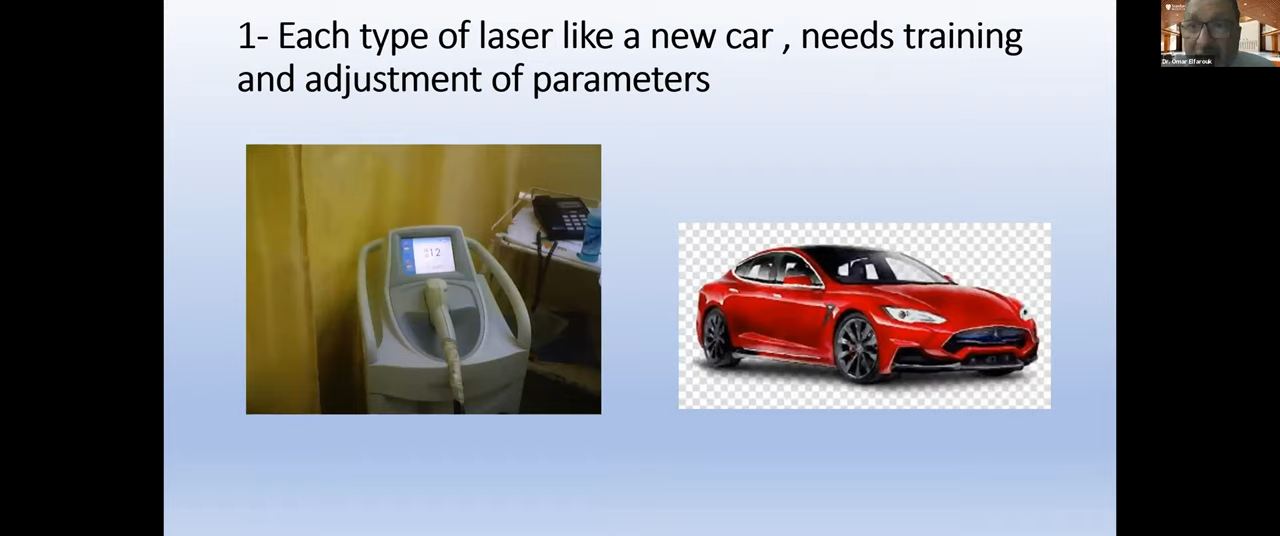 1- Each type of laser like a new car , needs training
and adjustment of parameters
Dr. Omar Elfarouk